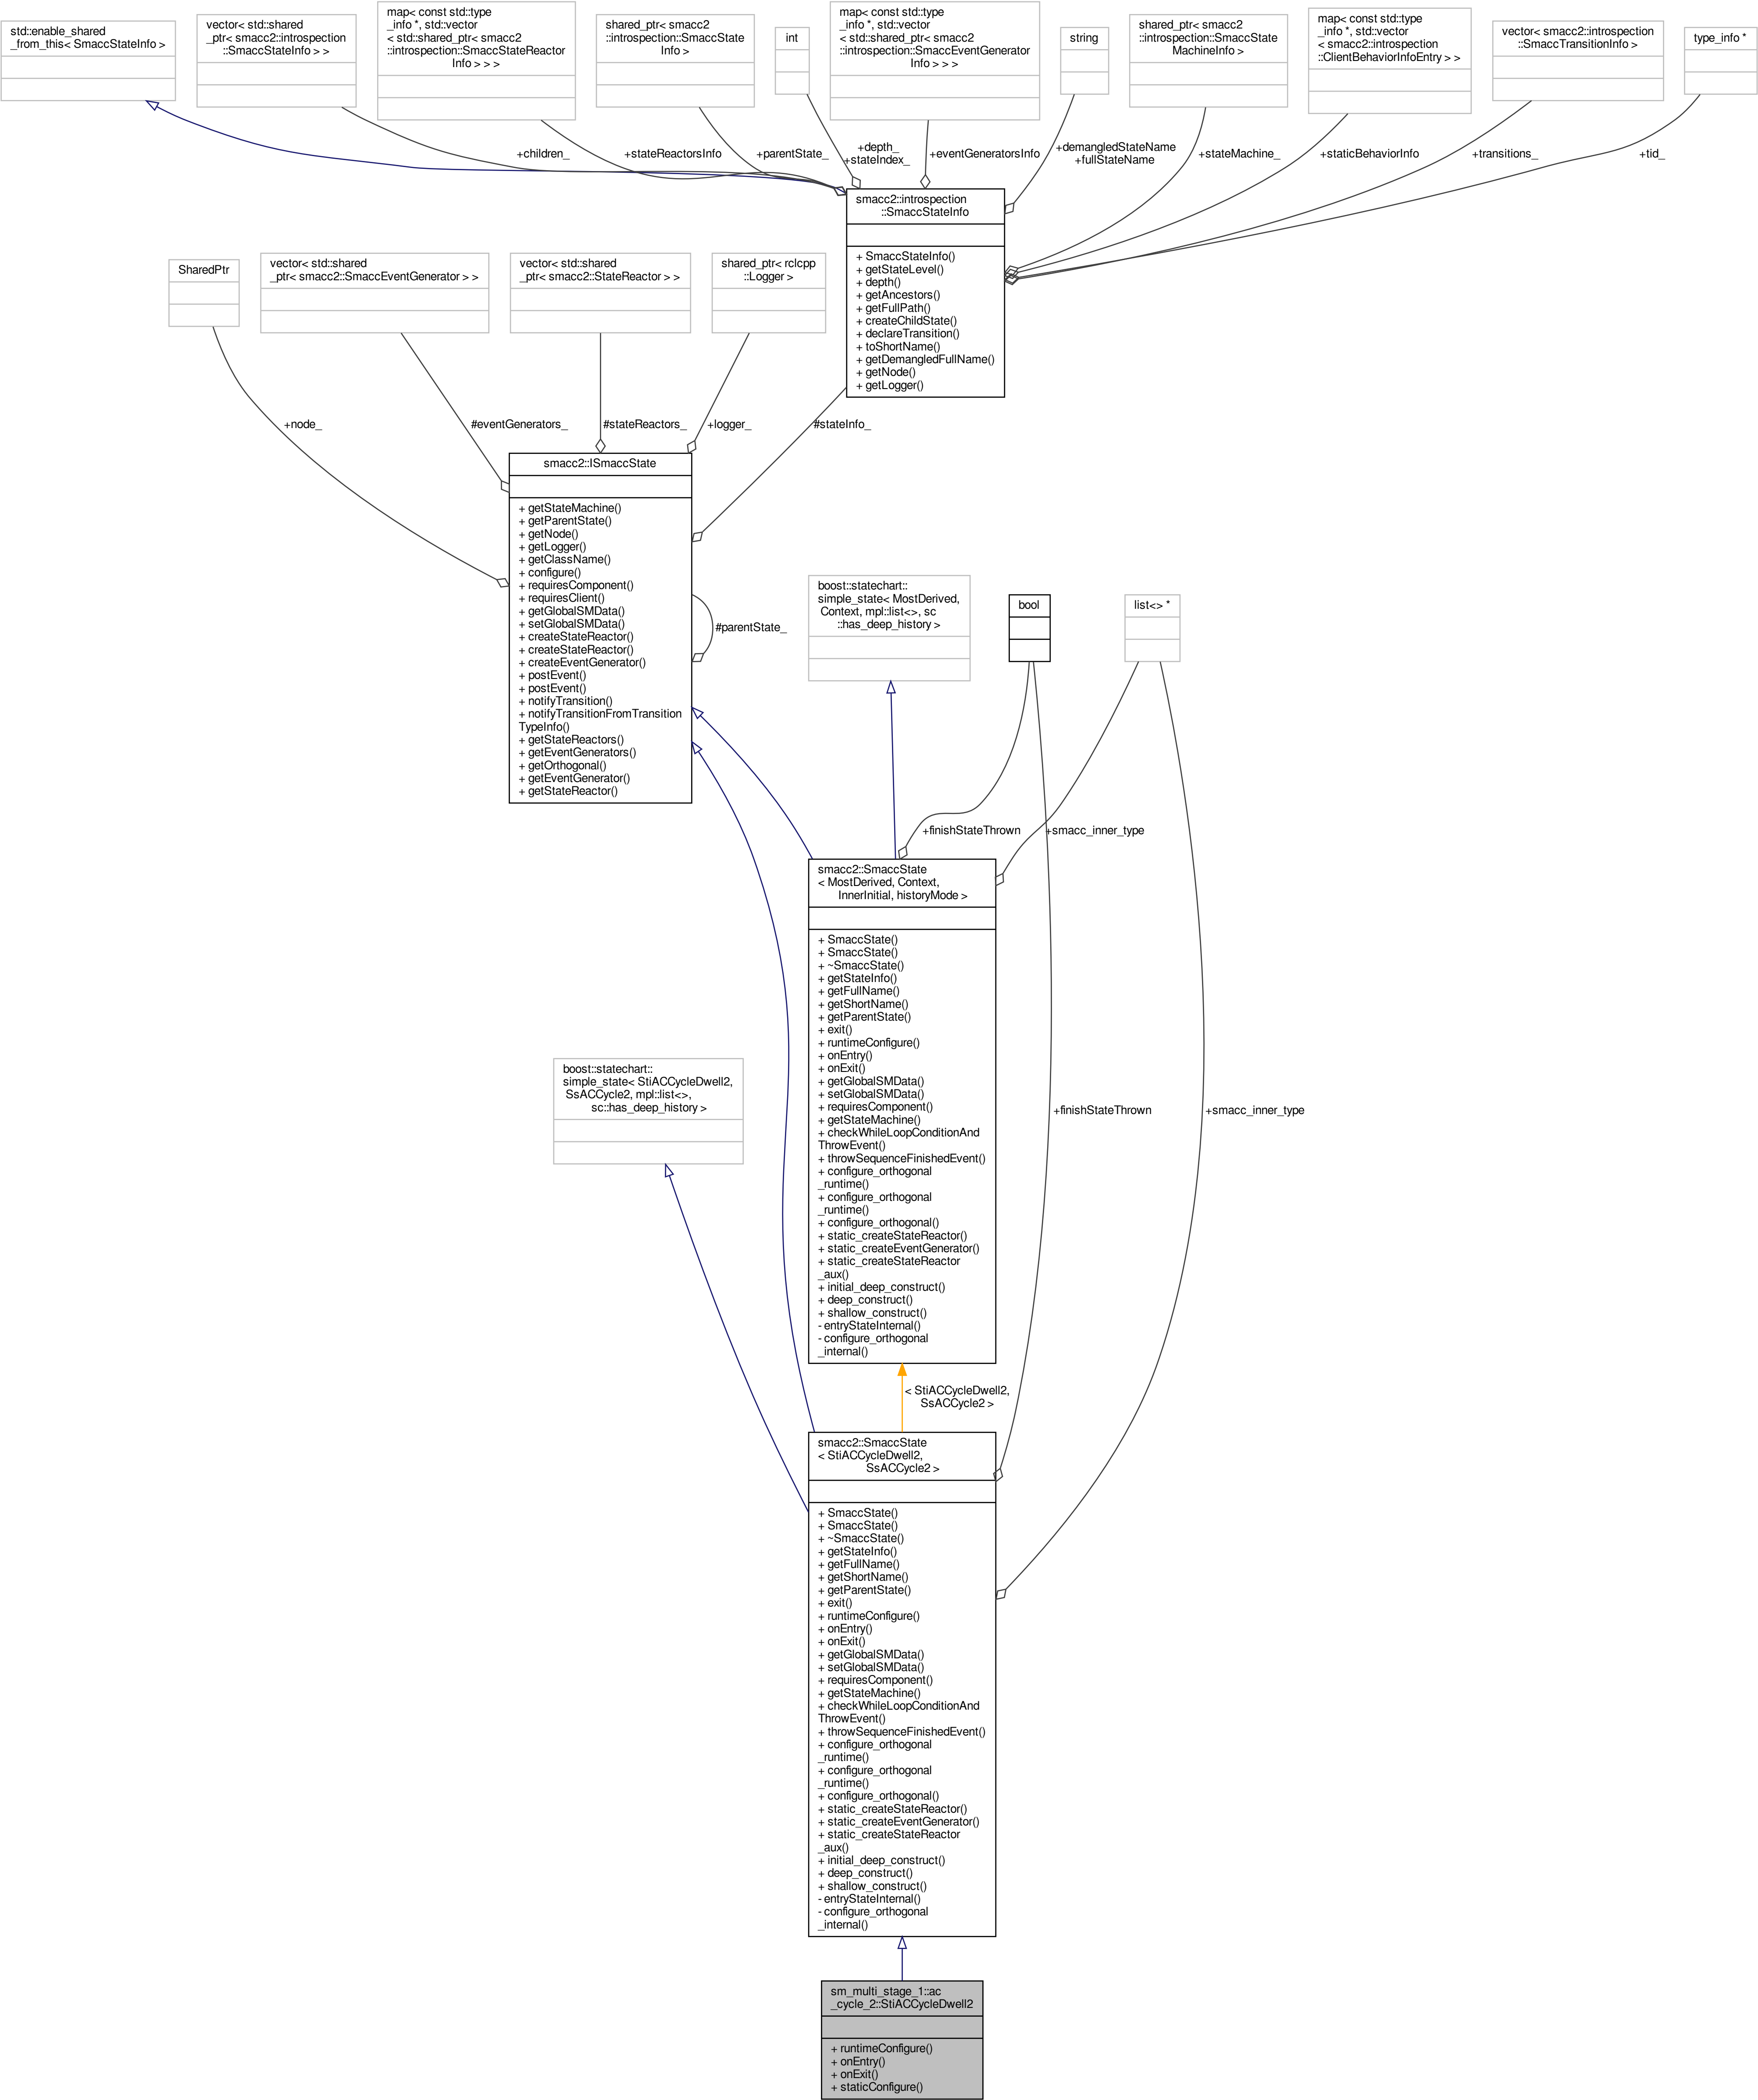 std::enable_shared
_from_this< SmaccStateInfo >
vector< std::shared
_ptr< smacc2::introspection
::SmaccStateInfo > >
map< const std::type
_info *, std::vector
< std::shared_ptr< smacc2
::introspection::SmaccStateReactor
Info > > >
shared_ptr< smacc2
::introspection::SmaccState
Info >
int
map< const std::type
_info *, std::vector
< std::shared_ptr< smacc2
::introspection::SmaccEventGenerator
Info > > >
string
shared_ptr< smacc2
::introspection::SmaccState
MachineInfo >
map< const std::type
_info *, std::vector
< smacc2::introspection
::ClientBehaviorInfoEntry > >
vector< smacc2::introspection
::SmaccTransitionInfo >
type_info *
+children_
+stateReactorsInfo
+parentState_
+depth_
+stateIndex_
+eventGeneratorsInfo
+demangledStateName
+fullStateName
+stateMachine_
+staticBehaviorInfo
+transitions_
+tid_
smacc2::introspection
::SmaccStateInfo
+ SmaccStateInfo()
+ getStateLevel()
+ depth()
+ getAncestors()
+ getFullPath()
+ createChildState()
+ declareTransition()
+ toShortName()
+ getDemangledFullName()
+ getNode()
+ getLogger()
SharedPtr
vector< std::shared
_ptr< smacc2::SmaccEventGenerator > >
vector< std::shared
_ptr< smacc2::StateReactor > >
shared_ptr< rclcpp
::Logger >
+node_
#eventGenerators_
#stateReactors_
+logger_
#stateInfo_
smacc2::ISmaccState
+ getStateMachine()
+ getParentState()
+ getNode()
+ getLogger()
+ getClassName()
+ configure()
+ requiresComponent()
+ requiresClient()
+ getGlobalSMData()
+ setGlobalSMData()
+ createStateReactor()
+ createStateReactor()
+ createEventGenerator()
+ postEvent()
+ postEvent()
+ notifyTransition()
+ notifyTransitionFromTransition
TypeInfo()
+ getStateReactors()
+ getEventGenerators()
+ getOrthogonal()
+ getEventGenerator()
+ getStateReactor()
#parentState_
boost::statechart::
simple_state< MostDerived,
Context, mpl::list<>, sc
::has_deep_history >
bool
list<> *
+finishStateThrown
+smacc_inner_type
smacc2::SmaccState
< MostDerived, Context,
InnerInitial, historyMode >
+ SmaccState()
+ SmaccState()
+ ~SmaccState()
+ getStateInfo()
+ getFullName()
+ getShortName()
+ getParentState()
+ exit()
+ runtimeConfigure()
+ onEntry()
+ onExit()
+ getGlobalSMData()
+ setGlobalSMData()
+ requiresComponent()
+ getStateMachine()
+ checkWhileLoopConditionAnd
ThrowEvent()
+ throwSequenceFinishedEvent()
+ configure_orthogonal
_runtime()
+ configure_orthogonal
_runtime()
+ configure_orthogonal()
+ static_createStateReactor()
+ static_createEventGenerator()
+ static_createStateReactor
_aux()
+ initial_deep_construct()
+ deep_construct()
+ shallow_construct()
- entryStateInternal()
- configure_orthogonal
_internal()
boost::statechart::
simple_state< StiACCycleDwell2,
SsACCycle2, mpl::list<>,
sc::has_deep_history >
+finishStateThrown
+smacc_inner_type
< StiACCycleDwell2,
SsACCycle2 >
smacc2::SmaccState
< StiACCycleDwell2,
SsACCycle2 >
+ SmaccState()
+ SmaccState()
+ ~SmaccState()
+ getStateInfo()
+ getFullName()
+ getShortName()
+ getParentState()
+ exit()
+ runtimeConfigure()
+ onEntry()
+ onExit()
+ getGlobalSMData()
+ setGlobalSMData()
+ requiresComponent()
+ getStateMachine()
+ checkWhileLoopConditionAnd
ThrowEvent()
+ throwSequenceFinishedEvent()
+ configure_orthogonal
_runtime()
+ configure_orthogonal
_runtime()
+ configure_orthogonal()
+ static_createStateReactor()
+ static_createEventGenerator()
+ static_createStateReactor
_aux()
+ initial_deep_construct()
+ deep_construct()
+ shallow_construct()
- entryStateInternal()
- configure_orthogonal
_internal()
sm_multi_stage_1::ac
_cycle_2::StiACCycleDwell2
+ runtimeConfigure()
+ onEntry()
+ onExit()
+ staticConfigure()